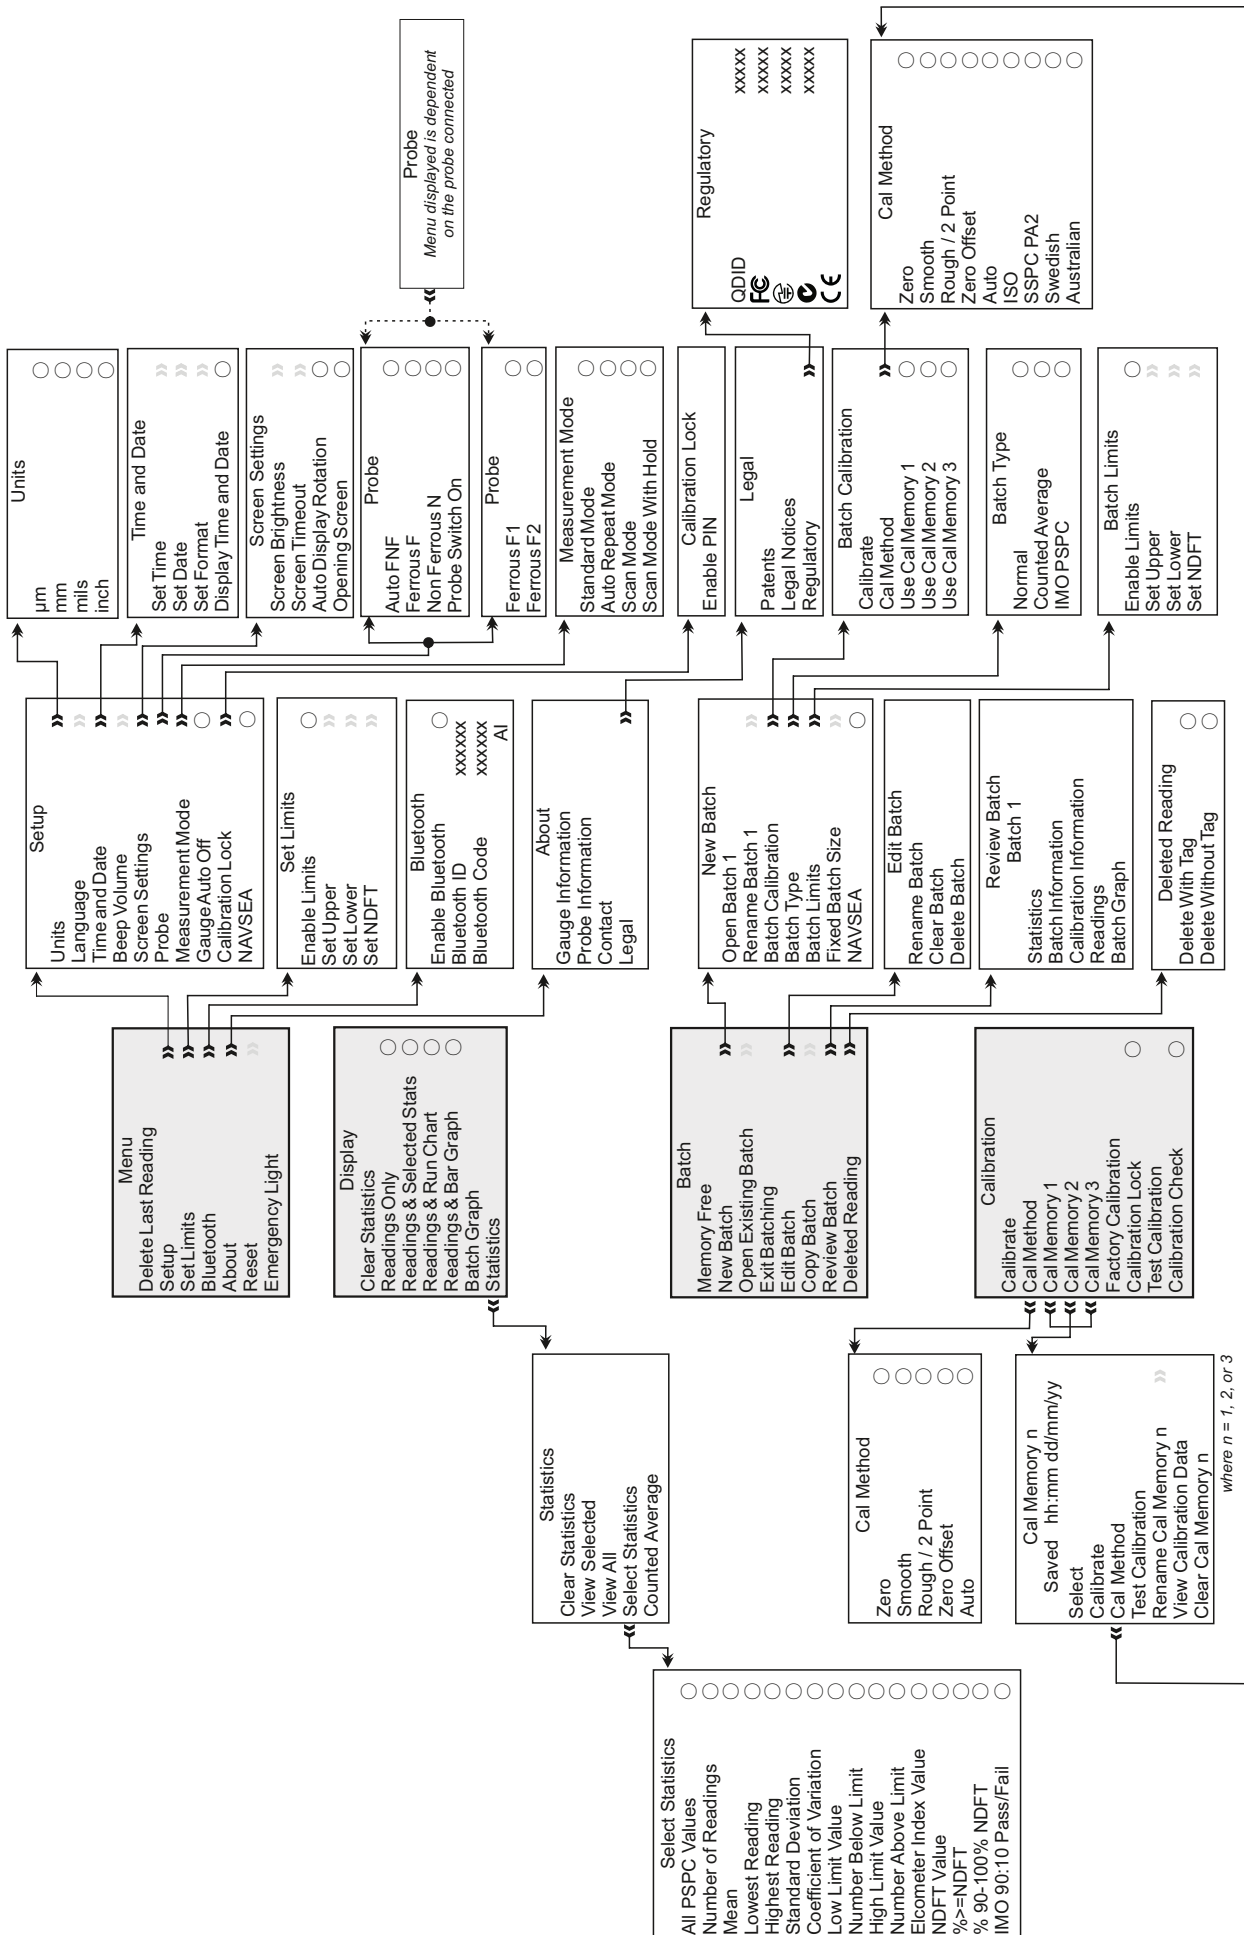 Menu
Delete Last Reading
Setup
Set Limits
Bluetooth
About
Reset
Emergency Light
Display
Clear Statistics
Readings Only
Readings & Selected Stats
Readings & Run Chart
Readings & Bar Graph
Batch Graph
Statistics
Batch
Memory Free
New Batch
Open Existing Batch
Exit Batching
Edit Batch
Copy Batch
Review Batch
Deleted Reading
Calibration
Calibrate
Cal Method
Cal Memory 1
Cal Memory 2
Cal Memory 3
Factory Calibration
Calibration Lock
Test Calibration
Calibration Check
Setup
Units
Language
Time and Date
Beep Volume
Screen Settings
Probe
Measurement Mode
Gauge Auto Off
Calibration Lock
NAVSEA
Set Limits
Enable Limits
Set Upper
Set Lower
Set NDFT
Bluetooth
Enable Bluetooth
Bluetooth ID xxxxxx
Bluetooth Code xxxxxx
AI
About
Gauge Information
Probe Information
Contact
Legal
New Batch
Open Batch 1
Rename Batch 1
Batch Calibration
Batch Type
Batch Limits
Fixed Batch Size
NAVSEA
Edit Batch
Rename Batch
Clear Batch
Delete Batch
Review Batch
Batch 1
Statistics
Batch Information
Calibration Information
Readings
Batch Graph
Deleted Reading
Delete With Tag
Delete Without Tag
Units
µm
mm
mils
inch
Time and Date
Set Time
Set Date
Set Format
Display Time and Date
Screen Settings
Screen Brightness
Screen Timeout
Auto Display Rotation
Opening Screen
Probe
Auto FNF
Ferrous F
Non Ferrous N
Probe Switch On
Probe
Ferrous F1
Ferrous F2
Measurement Mode
Standard Mode
Auto Repeat Mode
Scan Mode
Scan Mode With Hold
Calibration Lock
Enable PIN
Legal
Patents
Legal Notices
Regulatory
Batch Calibration
Calibrate
Cal Method
Use Cal Memory 1
Use Cal Memory 2
Use Cal Memory 3
Batch Type
Normal
Counted Average
IMO PSPC
Batch Limits
Enable Limits
Set Upper
Set Lower
Set NDFT
Probe
Menu displayed is dependent
on the probe connected
Regulatory
QDID xxxxx
FC xxxxx
xxxxx
CE xxxxx
Cal Method
Zero
Smooth
Rough / 2 Point
Zero Offset
Auto
ISO
SSPC PA2
Swedish
Australian
Statistics
Clear Statistics
View Selected
View All
Select Statistics
Counted Average
Cal Method
Zero
Smooth
Rough / 2 Point
Zero Offset
Auto
Cal Memory n
Saved hh:mm dd/mm/yy
Select
Calibrate
Cal Method
Test Calibration
Rename Cal Memory n
View Calibration Data
Clear Cal Memory n
where n = 1, 2, or 3
Select Statistics
All PSPC Values
Number of Readings
Mean
Lowest Reading
Highest Reading
Standard Deviation
Coefficient of Variation
Low Limit Value
Number Below Limit
High Limit Value
Number Above Limit
Elcometer Index Value
NDFT Value
%>=NDFT
% 90-100% NDFT
IMO 90:10 Pass/Fail